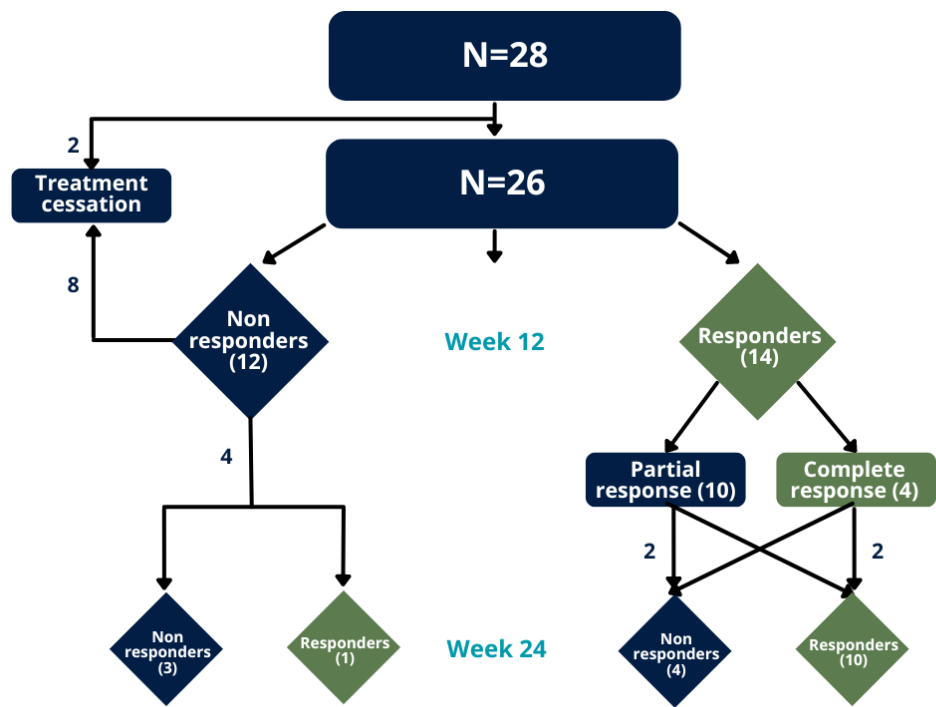 N=28
2
Treatment
cessation
N=26
8
Non
responders
(12)
Week 12
Responders
(14)
4
Partial
response (10)
Complete
response (4)
2
2
Non
responders
(3)
Responders
(1)
Week 24
Non
responders
(4)
Responders
(10)